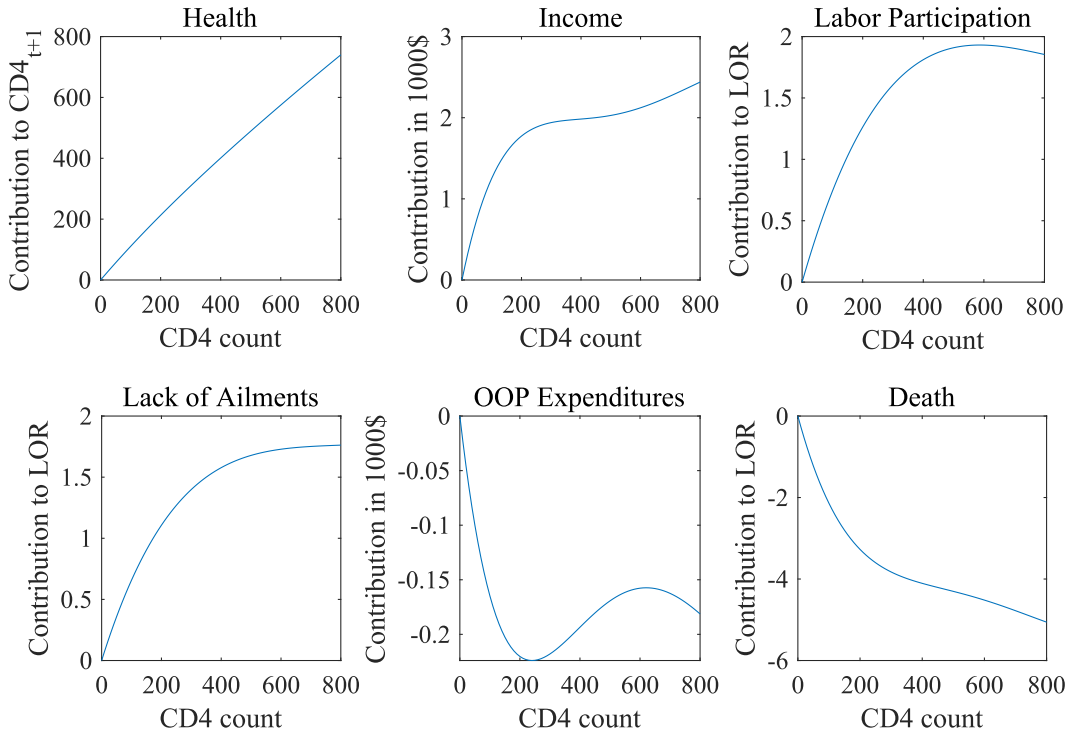 Health
Contribution to CD4t+1
800
600
400
200
0
0 200 400 600 800
CD4 count
Income
Contribution in 1000$
3
2
1
0
0 200 400 600 800
CD4 count
Labor Participation
Contribution to LOR
2
1.5
1
0.5
0
0 200 400 600 800
CD4 count
Lack of Ailments
Contribution to LOR
2
1.5
1
0.5
0
0 200 400 600 800
CD4 count
OOP Expenditures
Contribution in 1000$
0
-0.05
-0.1
-0.15
-0.2
0 200 400 600 800
CD4 count
Death
Contribution to LOR
0
-2
-4
-6
0 200 400 600 800
CD4 count